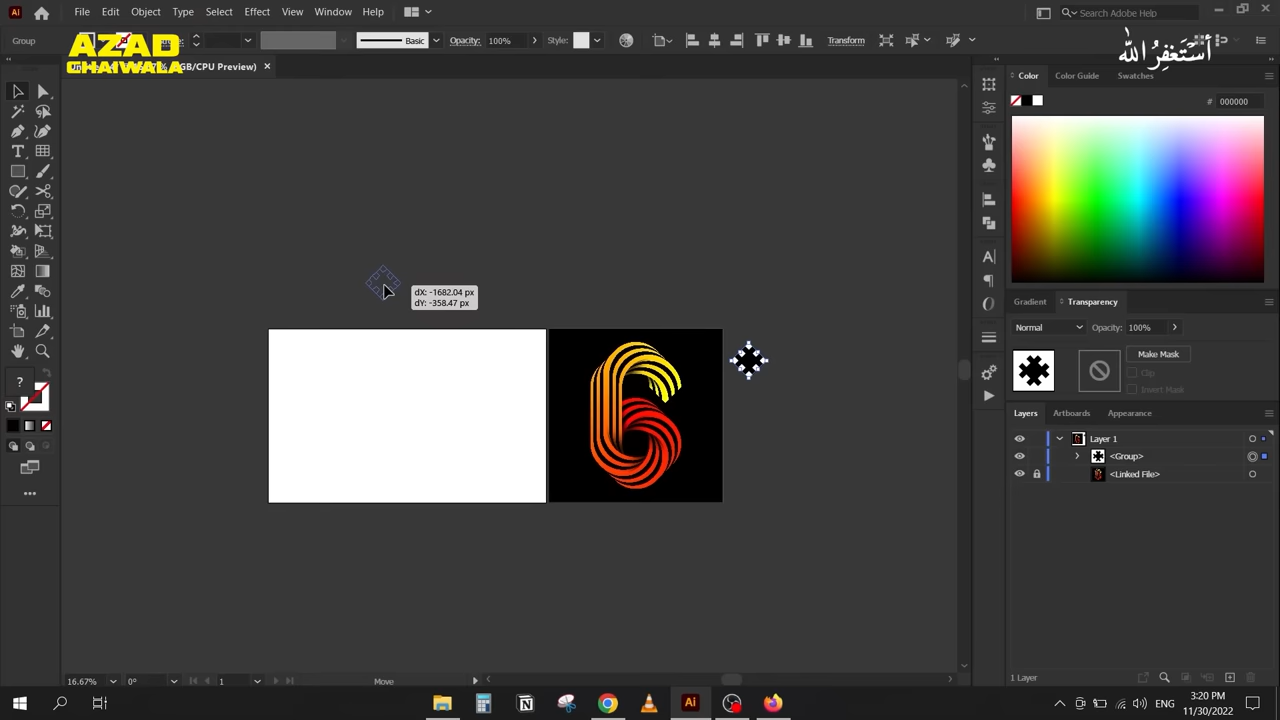 File Edit Object Type Select Effect View Window Help
Search Adobe Help
Group
Basic
Opacity: 100%
Style:
Transform
AZAD
CHAIWALA
أستغفر الله
GB/CPU Preview) ×
Color Color Guide Swatches
# 000000
dX: -1682.04 px
dY: -358.47 px
Gradient Transparency
Normal Opacity: 100%
Make Mask
Clip
Invert Mask
Layers Artboards Appearance
Layer 1
<Group>
<Linked File>
16.67% 0° 1 Move
1 Layer
3:20 PM
ENG
11/30/2022